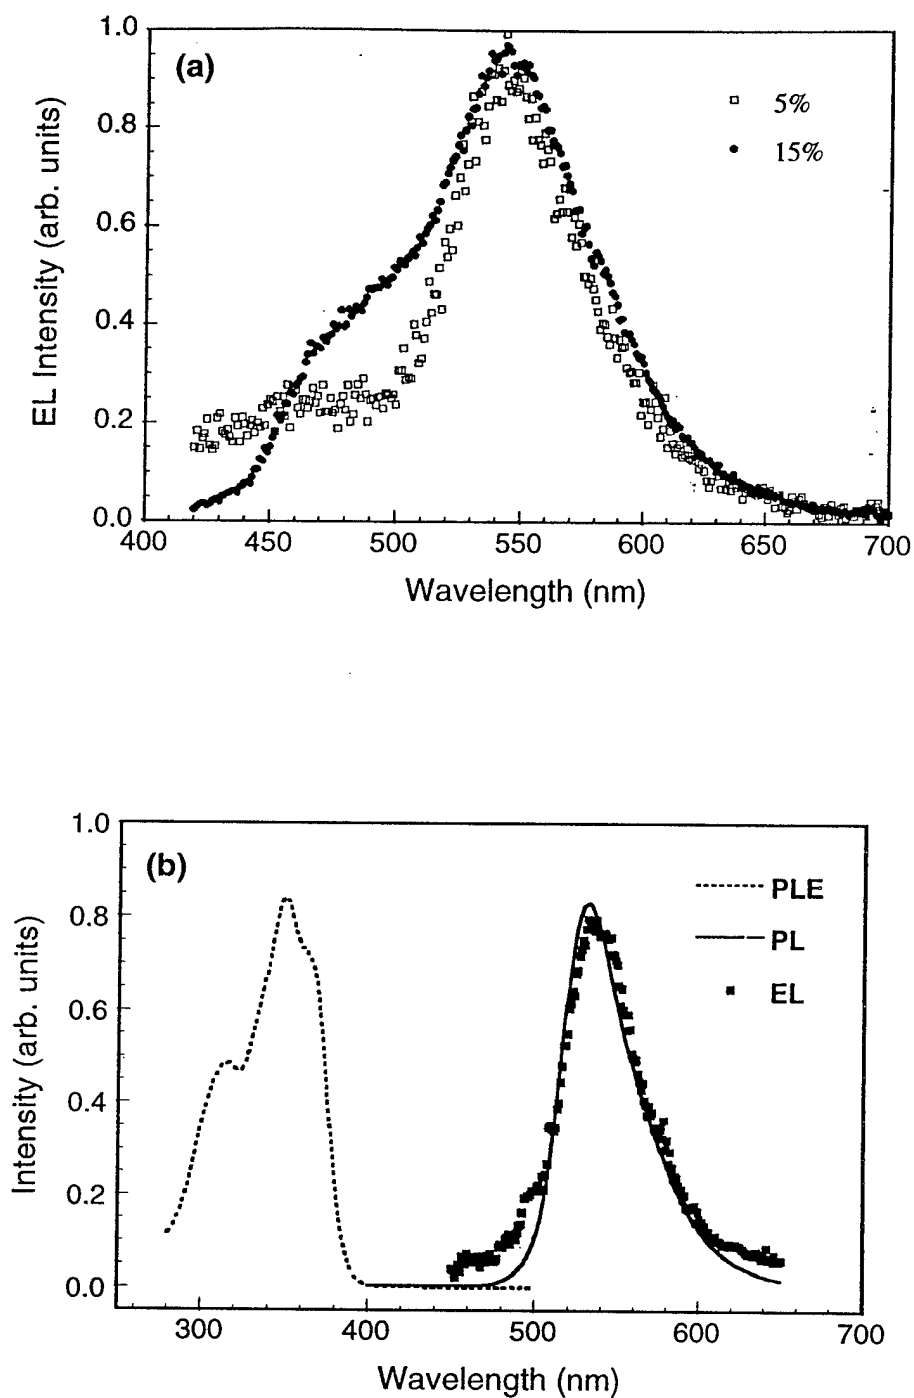 (a)
1.0
0.8
0.6
0.4
0.2
0.0
EL Intensity (arb. units)
5%
15%
400 450 500 550 600 650 700
Wavelength (nm)
(b)
1.0
0.8
0.6
0.4
0.2
0.0
Intensity (arb. units)
PLE
PL
EL
300 400 500 600 700
Wavelength (nm)